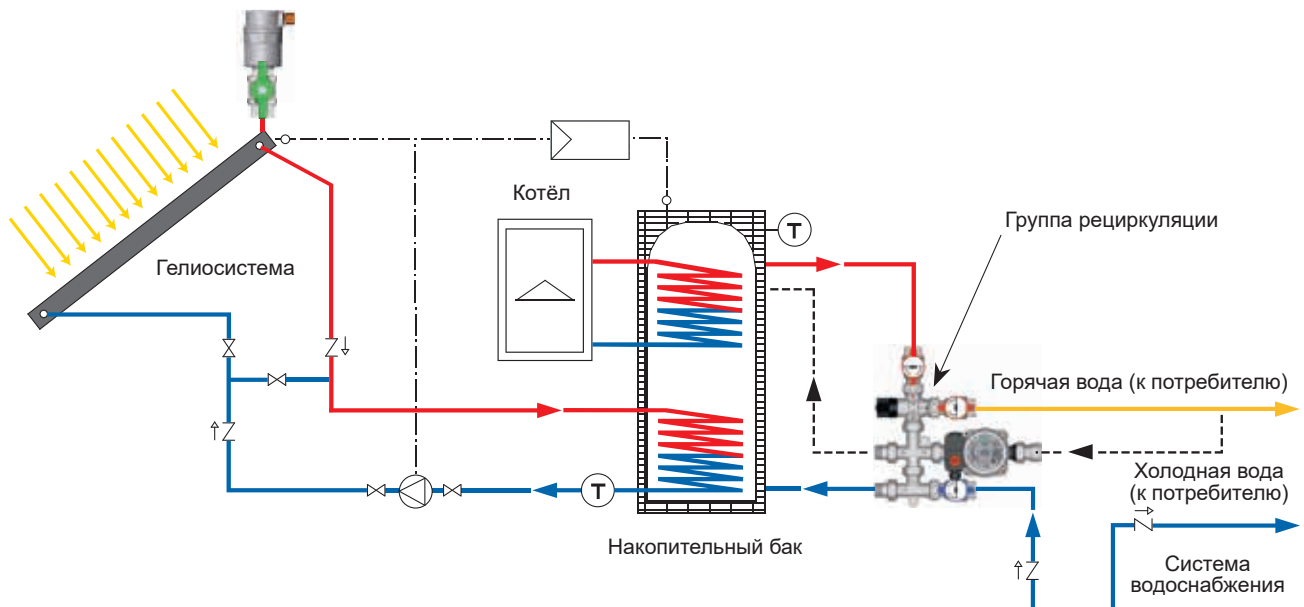 Котёл
Группа рециркуляции
T
Гелиосистема
Горячая вода (к потребителю)
Холодная вода
(к потребителю)
T
Накопительный бак
Система
водоснабжения